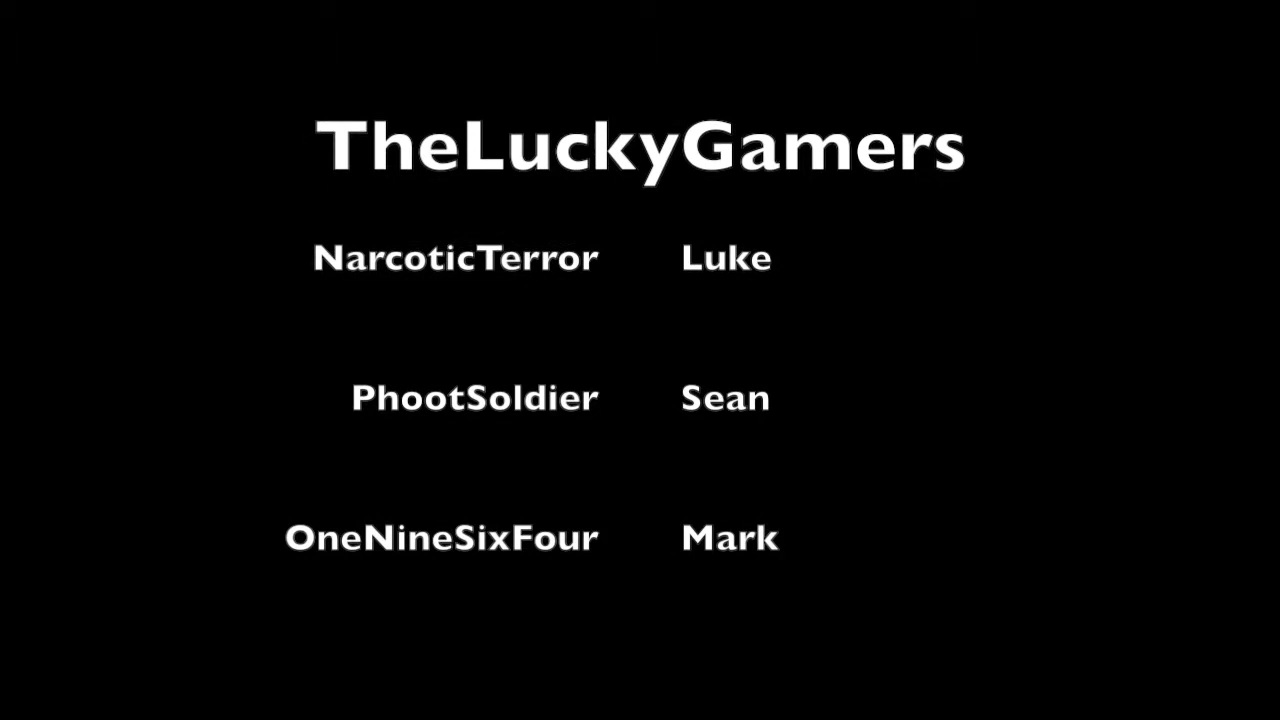 TheLuckyGamers
NarcoticTerror Luke
PhootSoldier Sean
OneNineSixFour Mark